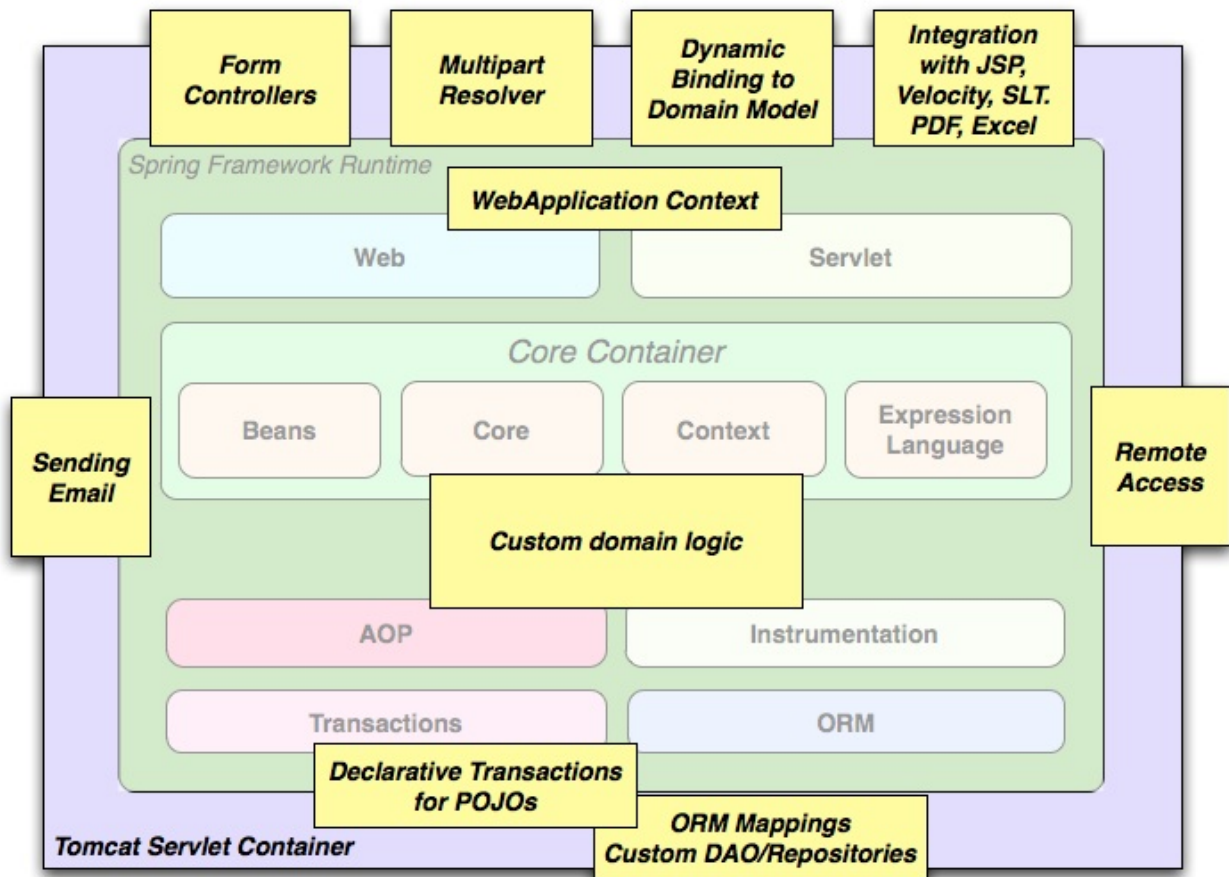 Form
Controllers
Multipart
Resolver
Dynamic
Binding to
Domain Model
Integration
with JSP,
Velocity, SLT.
PDF, Excel
Spring Framework Runtime
WebApplication Context
Web
Servlet
Core Container
Beans
Core
Context
Expression
Language
Sending
Email
Remote
Access
Custom domain logic
AOP
Instrumentation
Transactions
ORM
Declarative Transactions
for POJOs
ORM Mappings
Custom DAO/Repositories
Tomcat Servlet Container